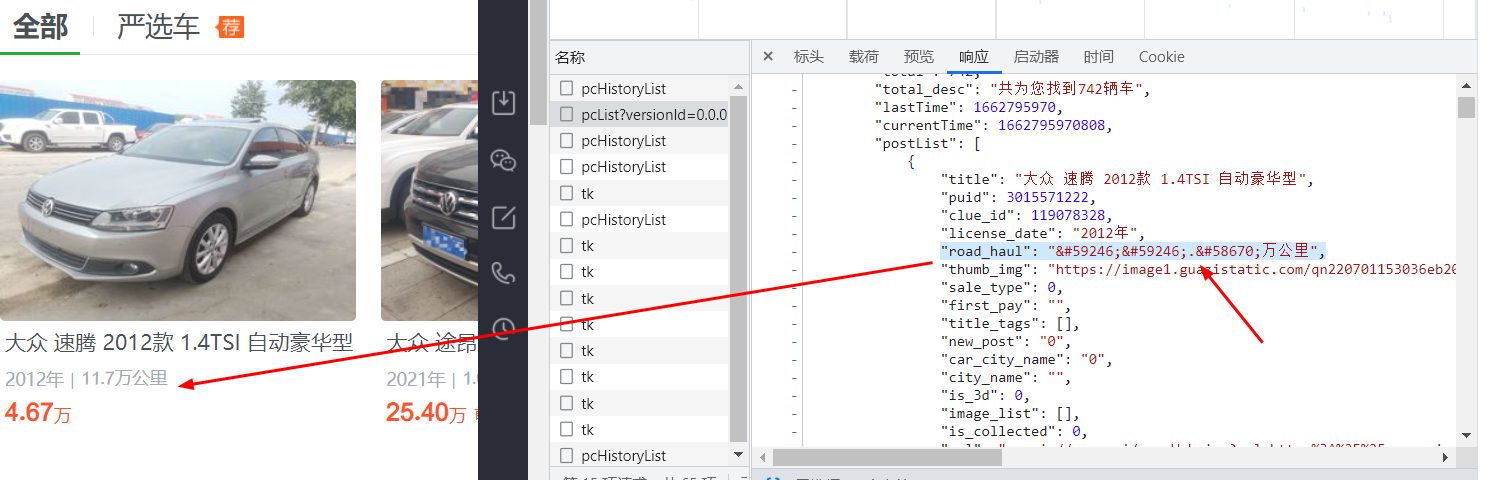 全部
严选车 荐
大众 速腾 2012款 1.4TSI 自动豪华型
2012年 | 11.7万公里
4.67万
大众 途昂
2021年 | 1.
25.40万
名称
pcHistoryList
pcList?versionId=0.0.0
pcHistoryList
pcHistoryList
tk
pcHistoryList
tk
tk
tk
tk
tk
tk
tk
tk
pcHistoryList
× 标头 载荷 预览 响应 启动器 时间 Cookie
"total_desc": "共为您找到742辆车",
"lastTime": 1662795970,
"currentTime": 1662795970808,
"postList": [
{
"title": "大众 速腾 2012款 1.4TSI 自动豪华型",
"puid": 3015571222,
"clue_id": 119078328,
"license_date": "2012年",
"road_haul": "&#59246;&#59246;.&#58670;万公里",
"thumb_img": "https://image1.guazistatic.com/qn220701153036eb20
"sale_type": 0,
"first_pay": "",
"title_tags": [],
"new_post": "0",
"car_city_name": "0",
"city_name": "",
"is_3d": 0,
"image_list": [],
"is_collected": 0,